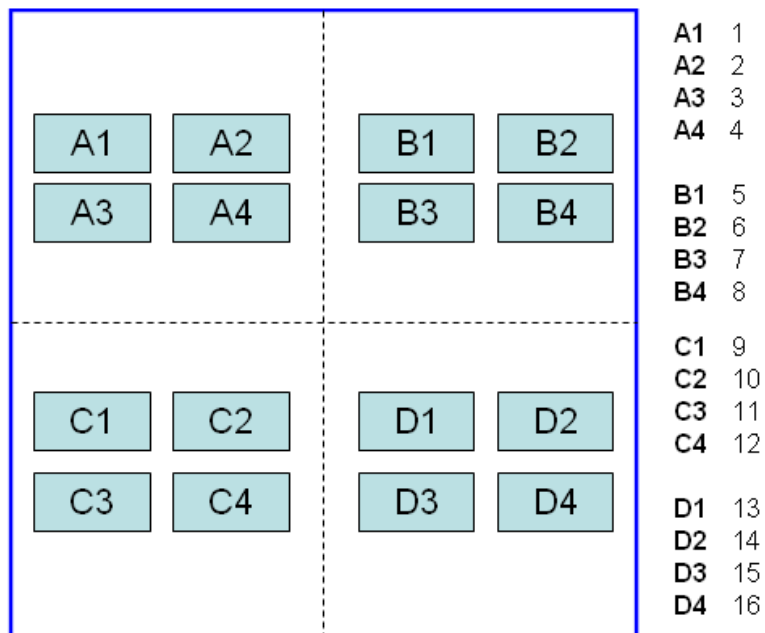 A1 A2 B1 B2
A3 A4 B3 B4
C1 C2 D1 D2
C3 C4 D3 D4
A1 1
A2 2
A3 3
A4 4
B1 5
B2 6
B3 7
B4 8
C1 9
C2 10
C3 11
C4 12
D1 13
D2 14
D3 15
D4 16